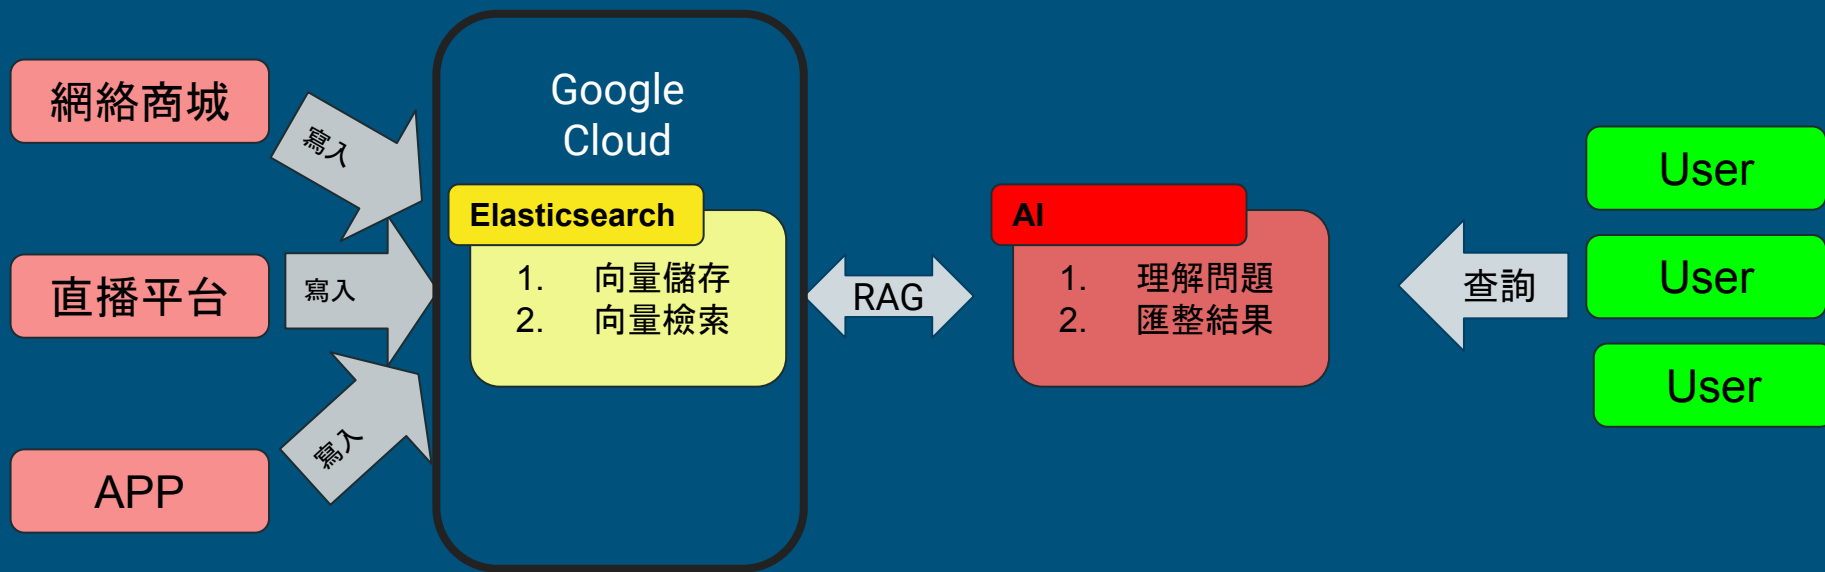 網絡商城
直播平台
APP
寫入
寫入
寫入
Google
Cloud
Elasticsearch
1. 向量儲存
2. 向量檢索
RAG
AI
1. 理解問題
2. 匯整結果
查詢
User
User
User